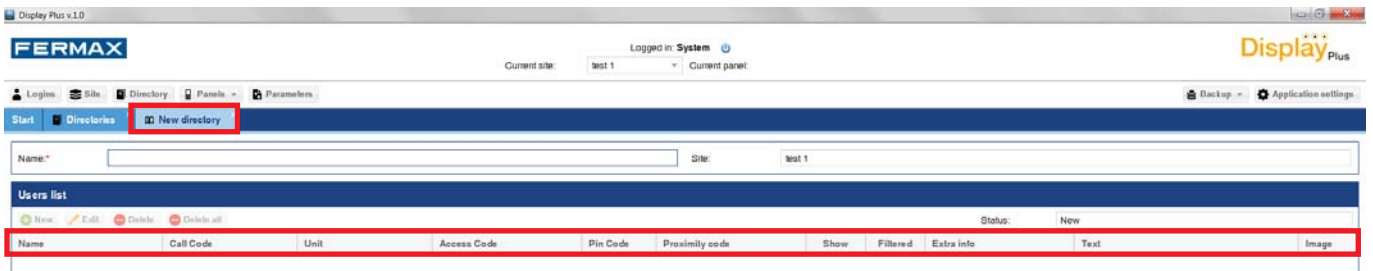 Display Plus v.1.0
FERMAX
Logged in: System
Display Plus
Current site: test 1 Current panel:
Logins Site Directory Panels Parameters Backup Application settings
Start Directories New directory
Name:* Site: test 1
Users list
New Edit Delete Delete all Status: New
Name Call Code Unit Access Code Pin Code Proximity code Show Filtered Extra info Text Image